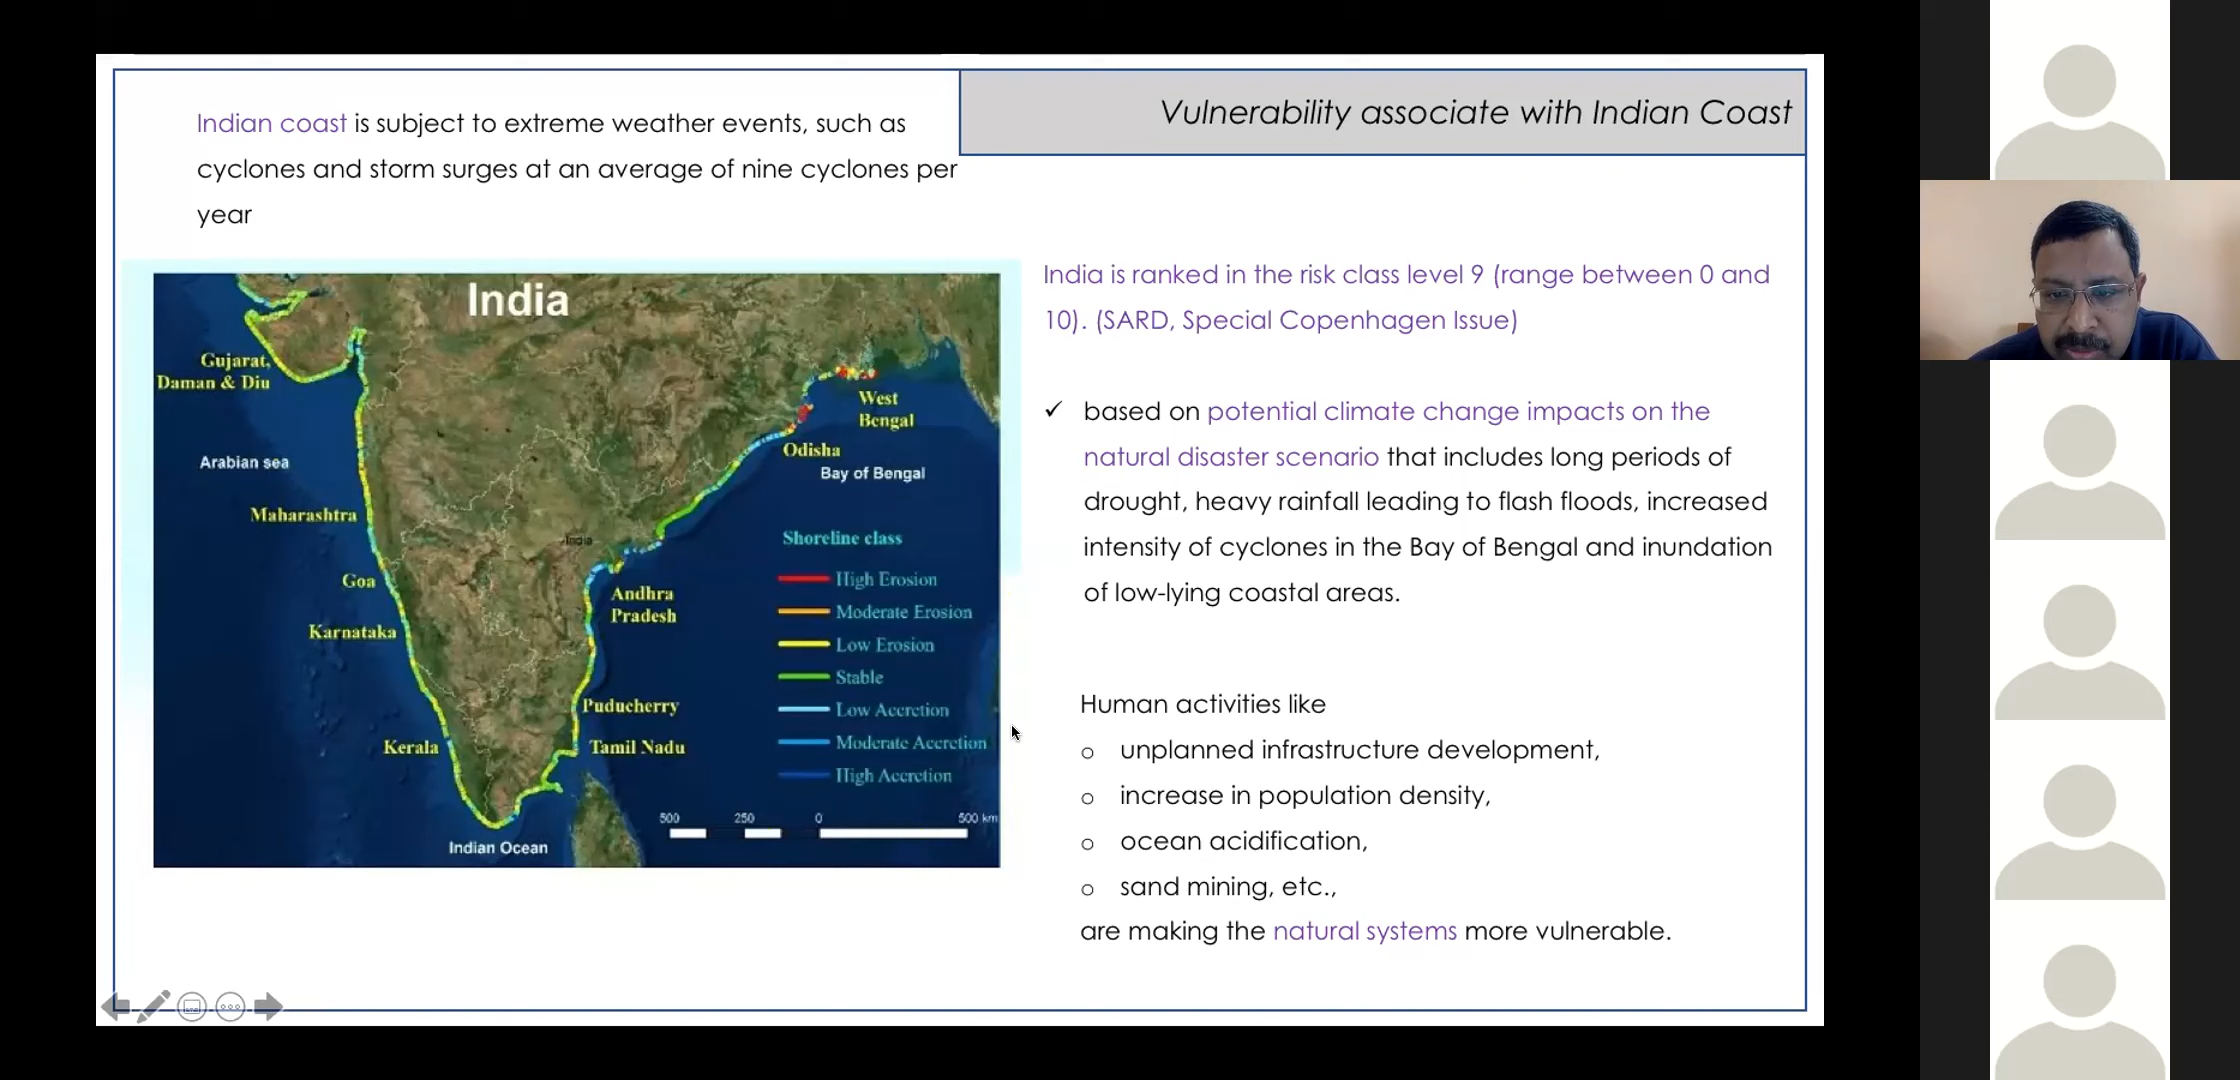 Vulnerability associate with Indian Coast
Indian coast is subject to extreme weather events, such as
cyclones and storm surges at an average of nine cyclones per
year
India
Gujarat,
Daman & Diu
Arabian sea
Maharashtra
Goa
Karnataka
Kerala
Indian Ocean
West
Bengal
Odisha
Bay of Bengal
India
Andhra
Pradesh
Puducherry
Tamil Nadu
Shoreline class
High Erosion
Moderate Erosion
Low Erosion
Stable
Low Accretion
Moderate Accretion
High Accretion
500 250 0 500 km
India is ranked in the risk class level 9 (range between 0 and
10). (SARD, Special Copenhagen Issue)
✓ based on potential climate change impacts on the
natural disaster scenario that includes long periods of
drought, heavy rainfall leading to flash floods, increased
intensity of cyclones in the Bay of Bengal and inundation
of low-lying coastal areas.
Human activities like
o unplanned infrastructure development,
o increase in population density,
o ocean acidification,
o sand mining, etc.,
are making the natural systems more vulnerable.